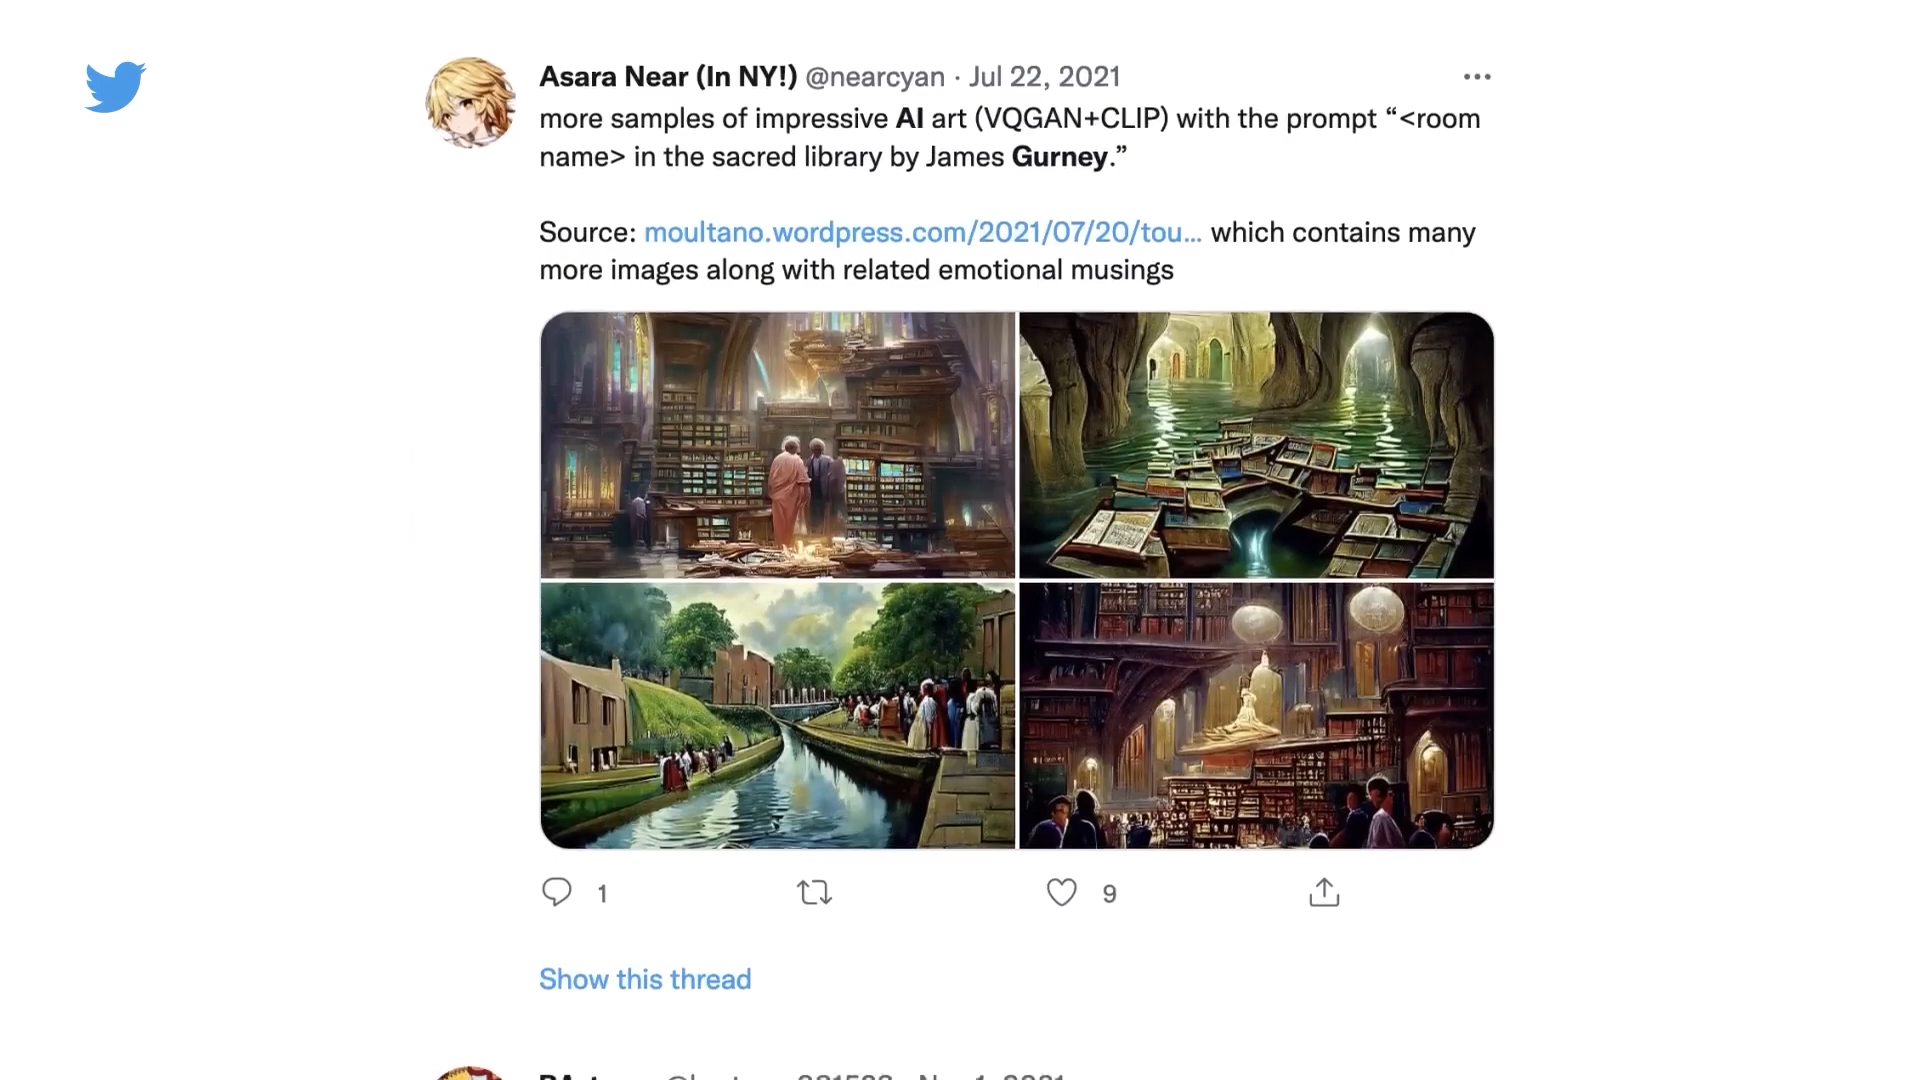 Asara Near (In NY!) @nearcyan · Jul 22, 2021
more samples of impressive AI art (VQGAN+CLIP) with the prompt “<room
name> in the sacred library by James Gurney.”
Source: moultano.wordpress.com/2021/07/20/tou... which contains many
more images along with related emotional musings
1 9
Show this thread